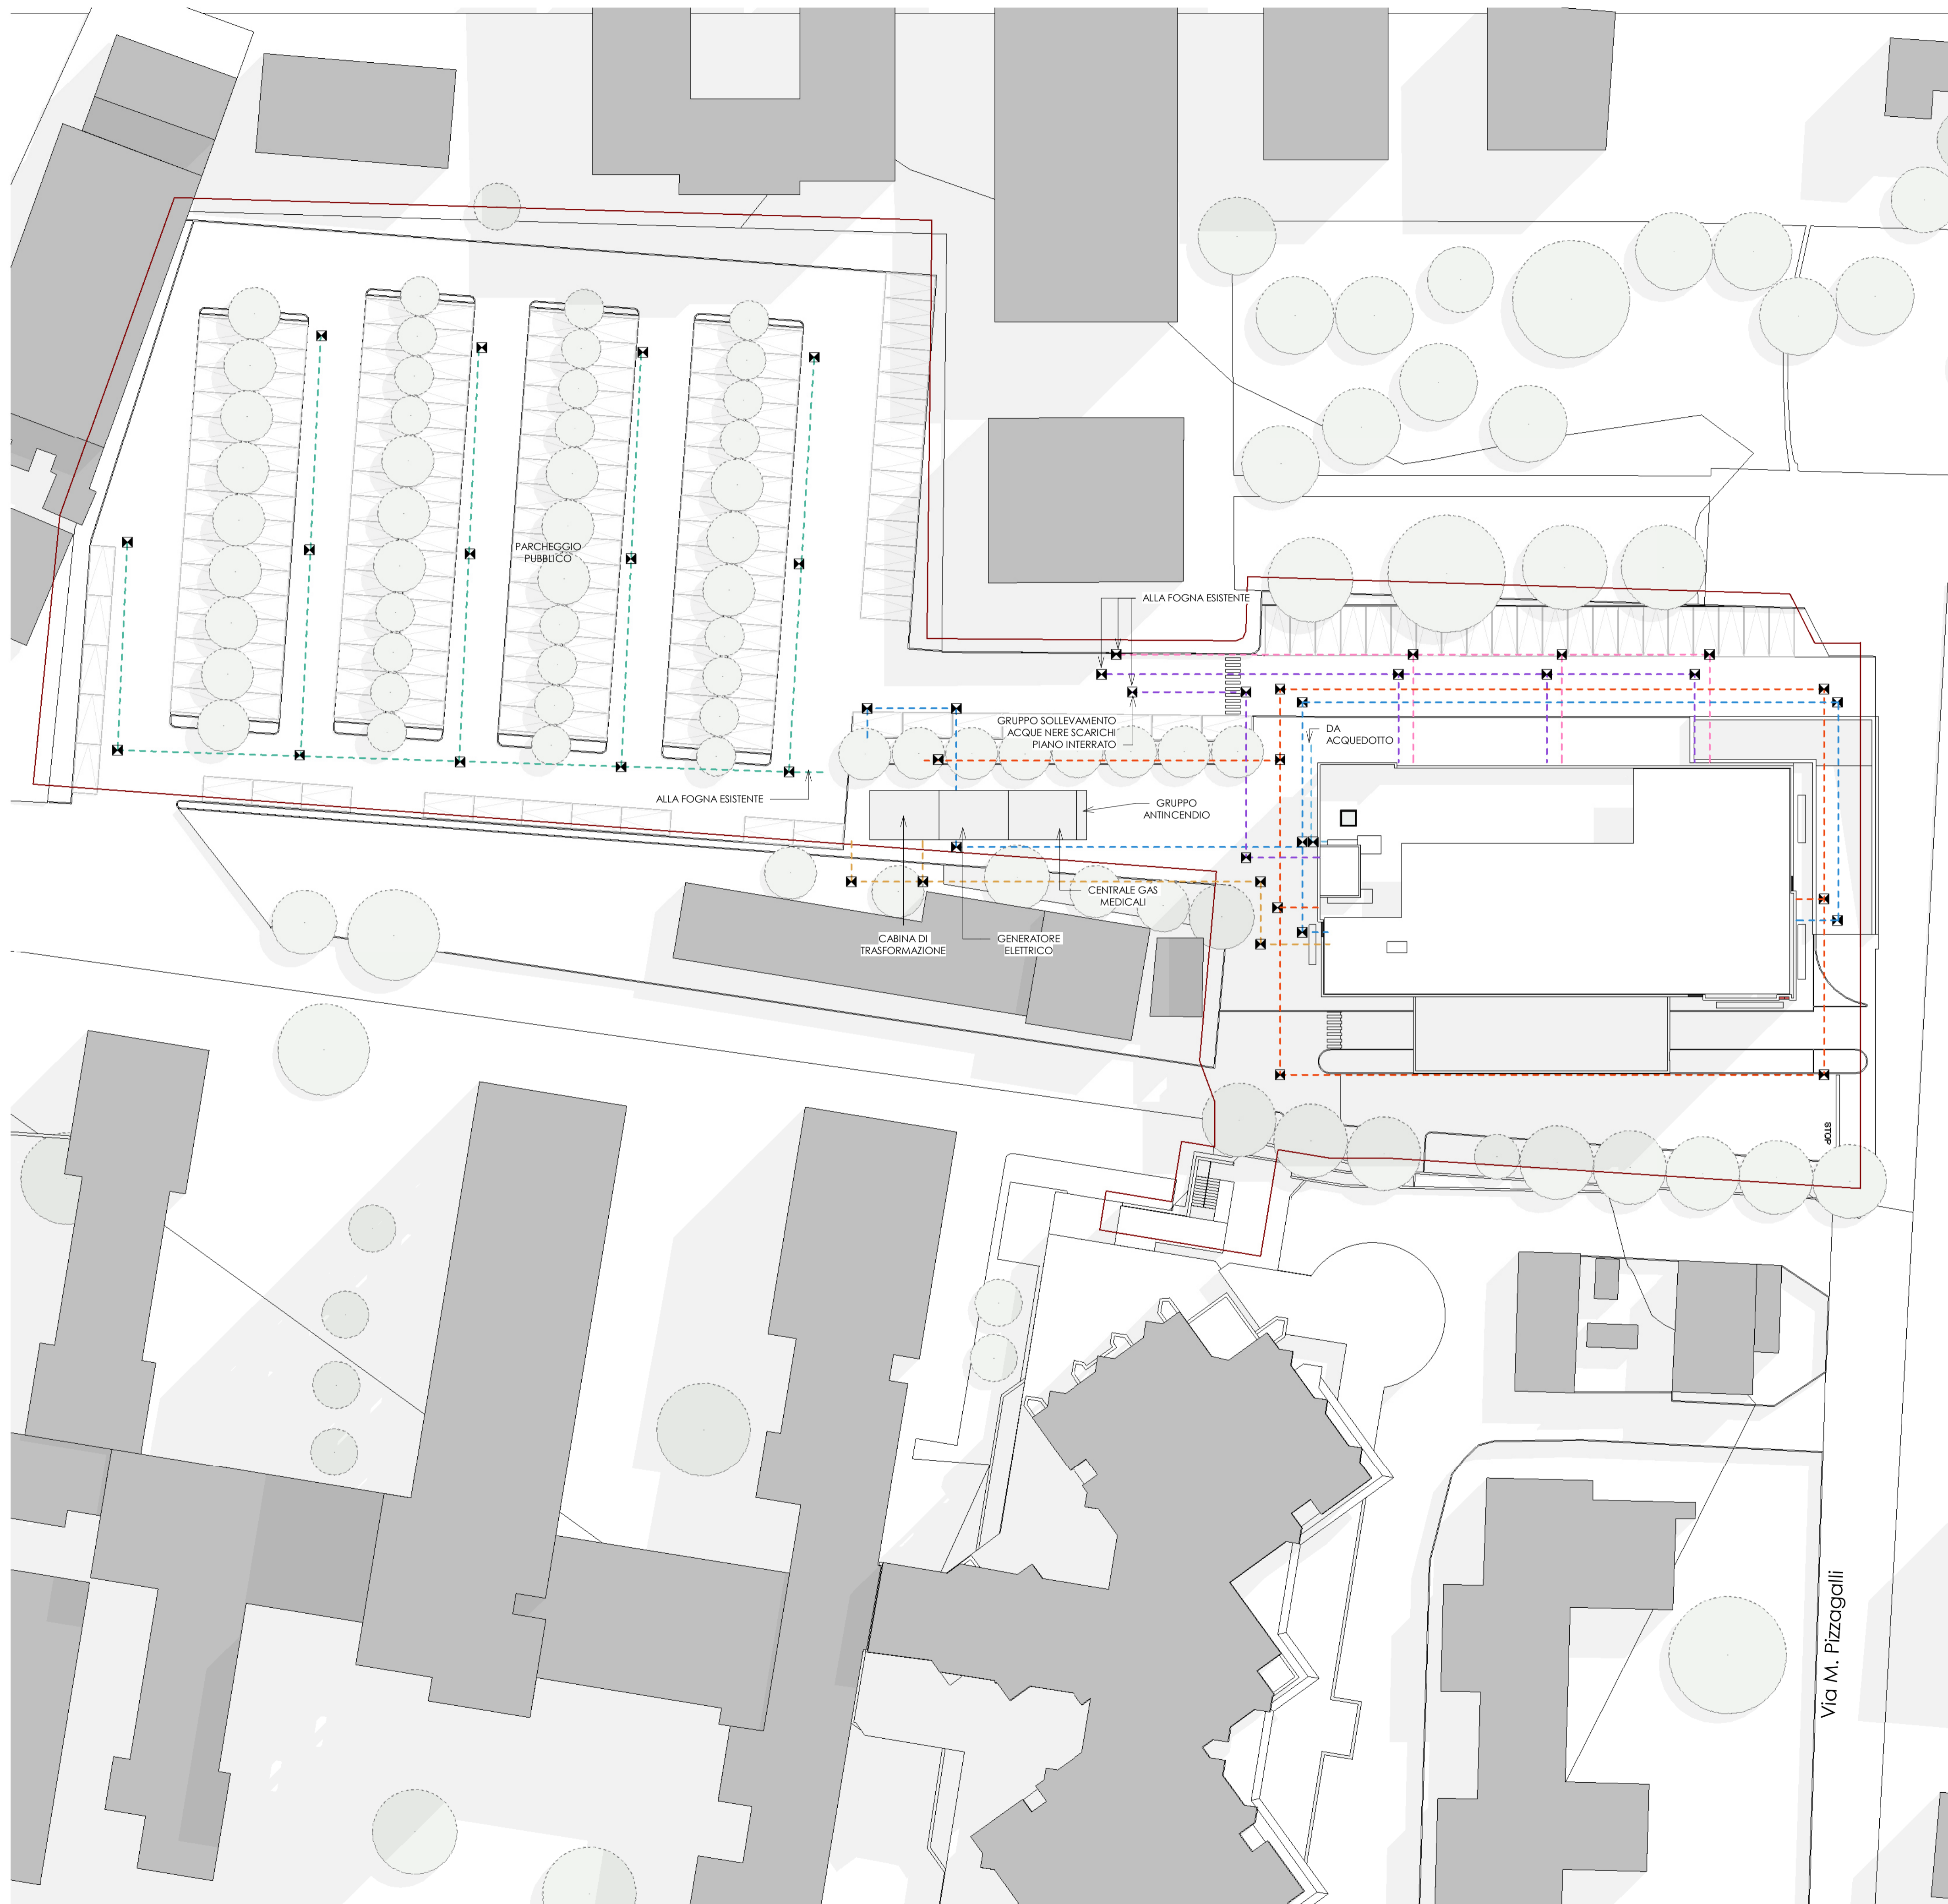 PARCHEGGIO
PUBBLICO
ALLA FOGNA ESISTENTE
GRUPPO SOLLEVAMENTO
ACQUE NERE SCARICHI
PIANO INTERRATO
DA
ACQUEDOTTO
ALLA FOGNA ESISTENTE
GRUPPO
ANTINCENDIO
CENTRALE GAS
MEDICALI
CABINA DI
TRASFORMAZIONE
GENERATORE
ELETTRICO
STOP
Via M. Pizzagalli